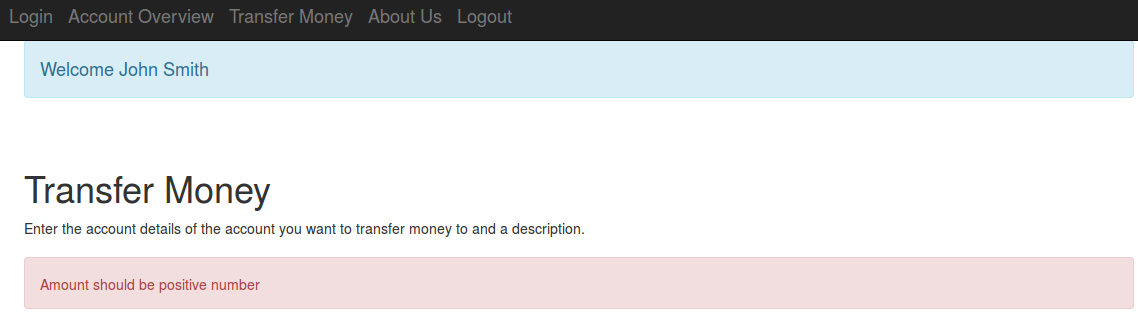 Login Account Overview Transfer Money About Us Logout
Welcome John Smith
Transfer Money
Enter the account details of the account you want to transfer money to and a description.
Amount should be positive number